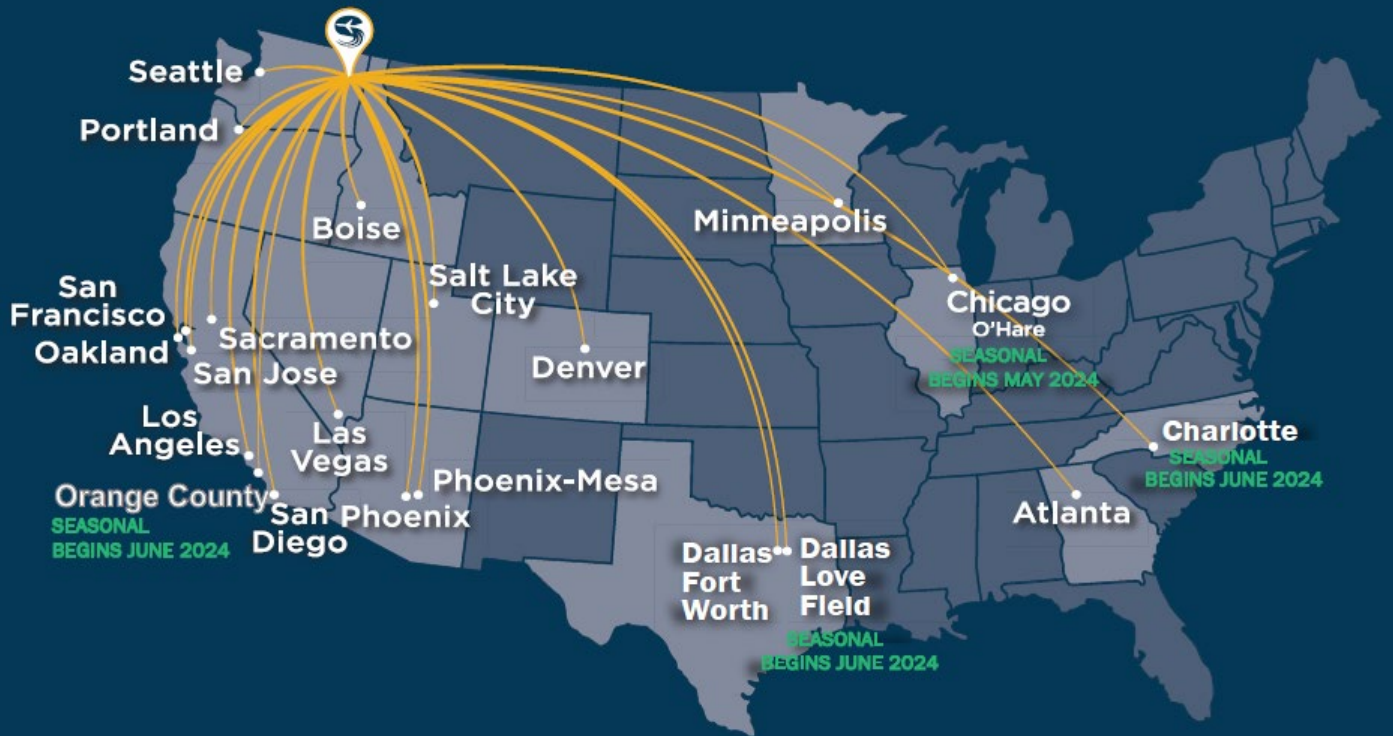 Seattle
Portland
Boise
Minneapolis
Salt Lake
City
San
Francisco
Oakland
Sacramento
San Jose
Denver
Chicago
O'Hare
SEASONAL
BEGINS MAY 2024
Los
Angeles
Las
Vegas
Charlotte
SEASONAL
BEGINS JUNE 2024
Phoenix-Mesa
Orange County
SEASONAL
BEGINS JUNE 2024
San
Diego
Phoenix
Atlanta
Dallas
Fort
Worth
Dallas
Love
Field
SEASONAL
BEGINS JUNE 2024